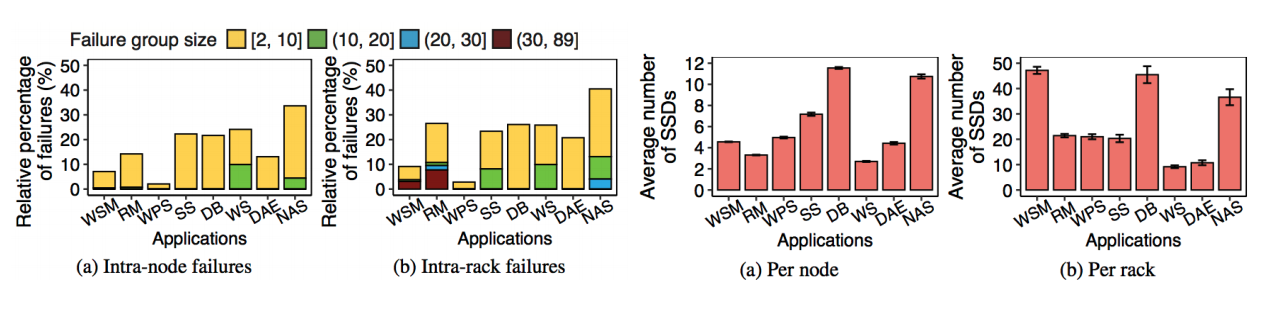 Failure group size [2, 10] (10, 20] (20, 30] (30, 89]
Relative percentage
of failures (%)
50
40
30
20
10
0
WSM RM WPS SS DB WS DAE NAS
Applications
(a) Intra-node failures
Relative percentage
of failures (%)
50
40
30
20
10
0
WSM RM WPS SS DB WS DAE NAS
Applications
(b) Intra-rack failures
Average number
of SSDs
12
10
8
6
4
2
0
WSM RM WPS SS DB WS DAE NAS
Applications
(a) Per node
Average number
of SSDs
50
40
30
20
10
0
WSM RM WPS SS DB WS DAE NAS
Applications
(b) Per rack